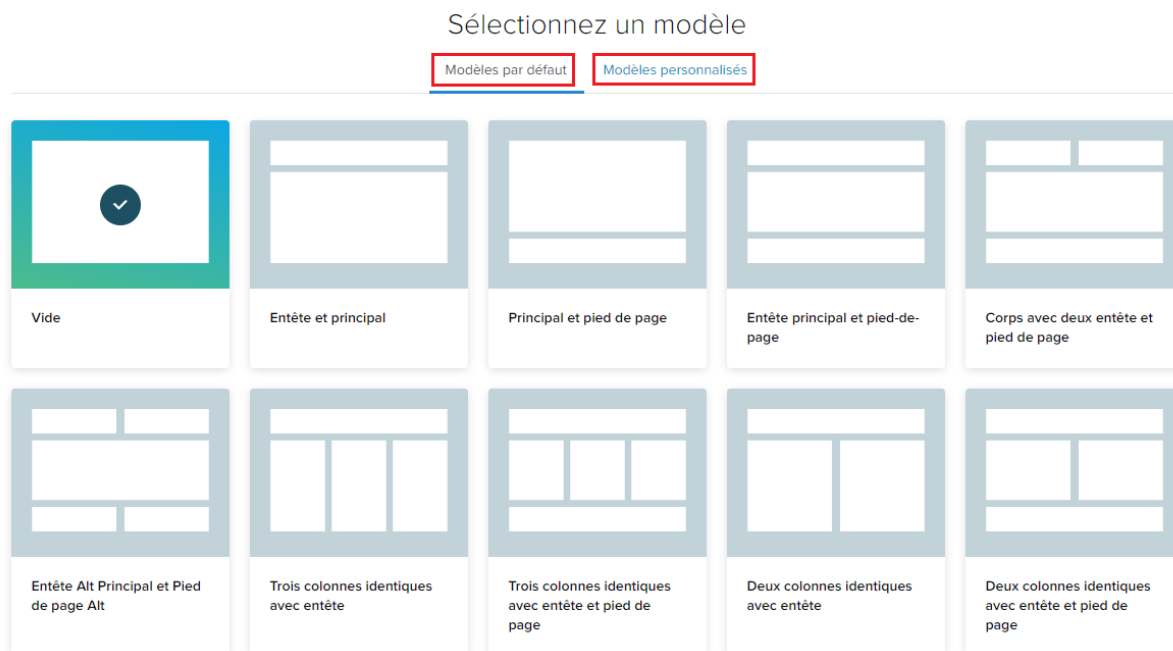 Sélectionnez un modèle
Modèles par défaut
Modèles personnalisés
Vide
Entête et principal
Principal et pied de page
Entête principal et pied-de-
page
Corps avec deux entête et
pied de page
Entête Alt Principal et Pied
de page Alt
Trois colonnes identiques
avec entête
Trois colonnes identiques
avec entête et pied de
page
Deux colonnes identiques
avec entête
Deux colonnes identiques
avec entête et pied de
page